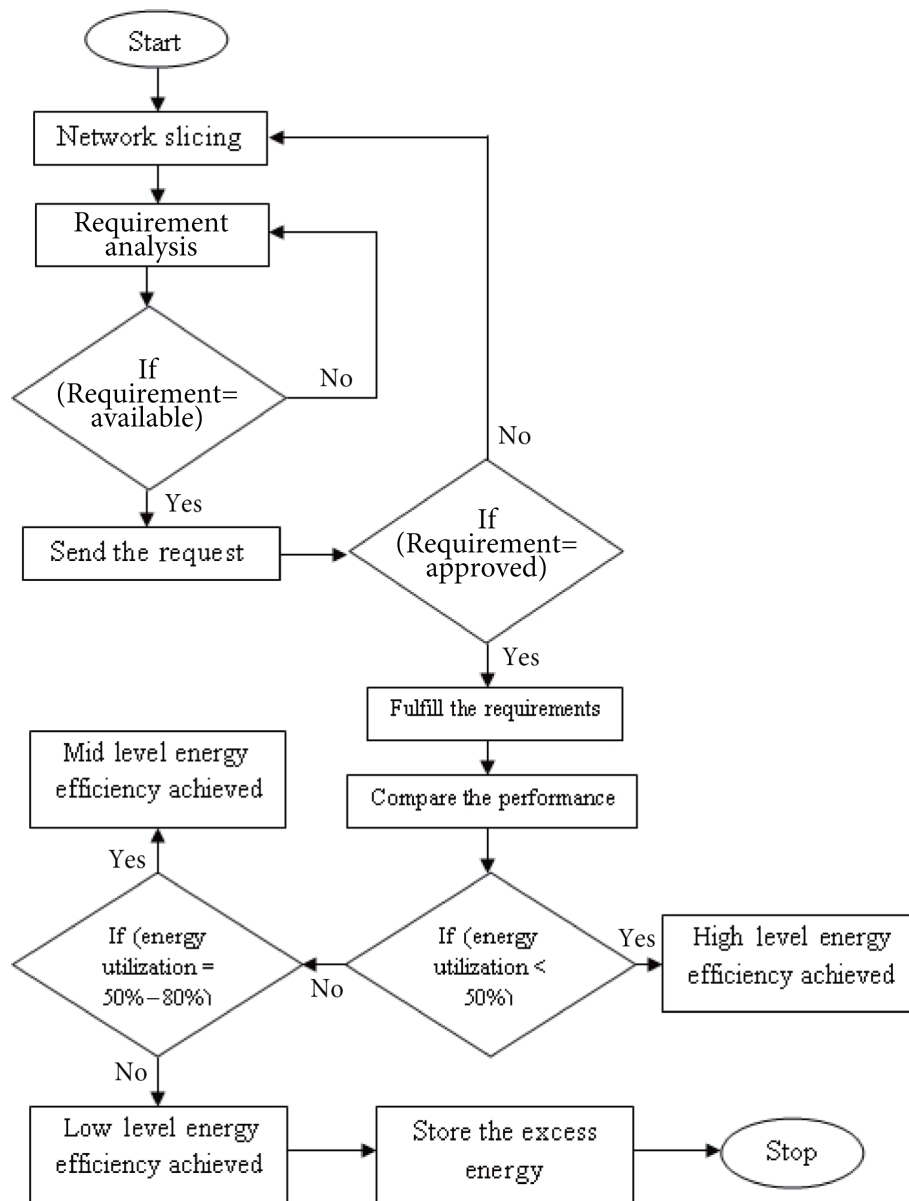 Start
Network slicing
Requirement
analysis
If
(Requirement=
available)
No
Yes
Send the request
If
(Requirement=
approved)
No
Yes
Fulfill the requirements
Compare the performance
If (energy
utilization <
50%)
Yes
High level energy
efficiency achieved
No
If (energy
utilization =
50%–80%)
Yes
Mid level energy
efficiency achieved
No
Low level energy
efficiency achieved
Store the excess
energy
Stop